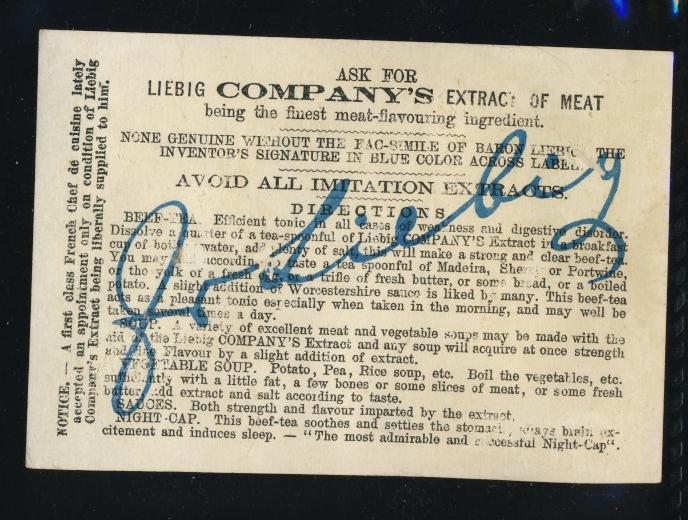 ASK FOR
LIEBIG COMPANY'S EXTRACT OF MEAT
being the finest meat-flavouring ingredient.
NONE GENUINE WITHOUT THE FAC-SIMILE OF BARON LIEBIG THE
INVENTOR'S SIGNATURE IN BLUE COLOR ACROSS LABEL.
AVOID ALL IMITATION EXTRACTS.
DIRECTIONS
BEEF-TEA. Efficient tonic in all cases of weakness and digestive disorder.
Dissolve a quarter of a tea-spoonful of Liebig COMPANY'S Extract in a breakfast
cup of boiling water, add plenty of salt, this will make a strong and clear beef-tea.
You may add according to taste a tea spoonful of Madeira, Sherry or Portwine,
or the yolk of a fresh egg, or a trifle of fresh butter, or some bread, or a boiled
potato. A slight addition of Worcestershire sauce is liked by many. This beef-tea
acts as a pleasant tonic especially when taken in the morning, and may well be
taken several times a day.
SOUP. A variety of excellent meat and vegetable soups may be made with the
aid of the Liebig COMPANY'S Extract and any soup will acquire at once strength
and fine Flavour by a slight addition of extract.
VEGETABLE SOUP. Potato, Pea, Rice soup, etc. Boil the vegetables, etc.
sufficiently with a little fat, a few bones or some slices of meat, or some fresh
butter, add extract and salt according to taste.
SAUCES. Both strength and flavour imparted by the extract.
NIGHT-CAP. This beef-tea soothes and settles the stomach, allays brain ex-
citement and induces sleep. — "The most admirable and successful Night-Cap".
NOTICE. — A first class French Chef de cuisine lately
accepted an appointment only on condition of Liebig
Company's Extract being liberally supplied to him.
JvLiebig